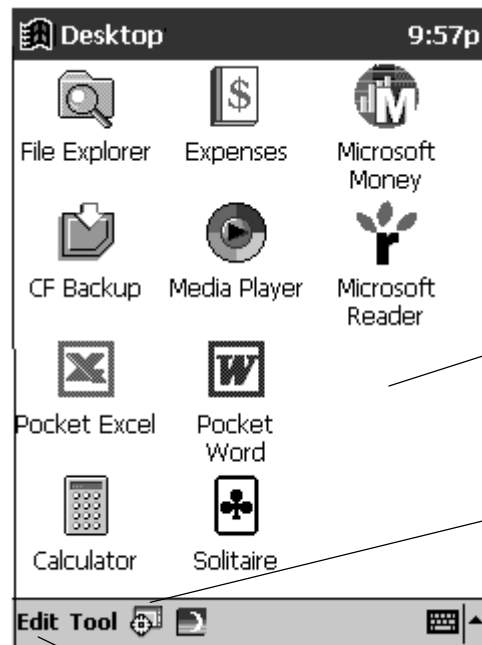 Desktop 9:57p
File Explorer Expenses Microsoft
Money
CF Backup Media Player Microsoft
Reader
Pocket Excel Pocket
Word
Calculator Solitaire
Edit Tool